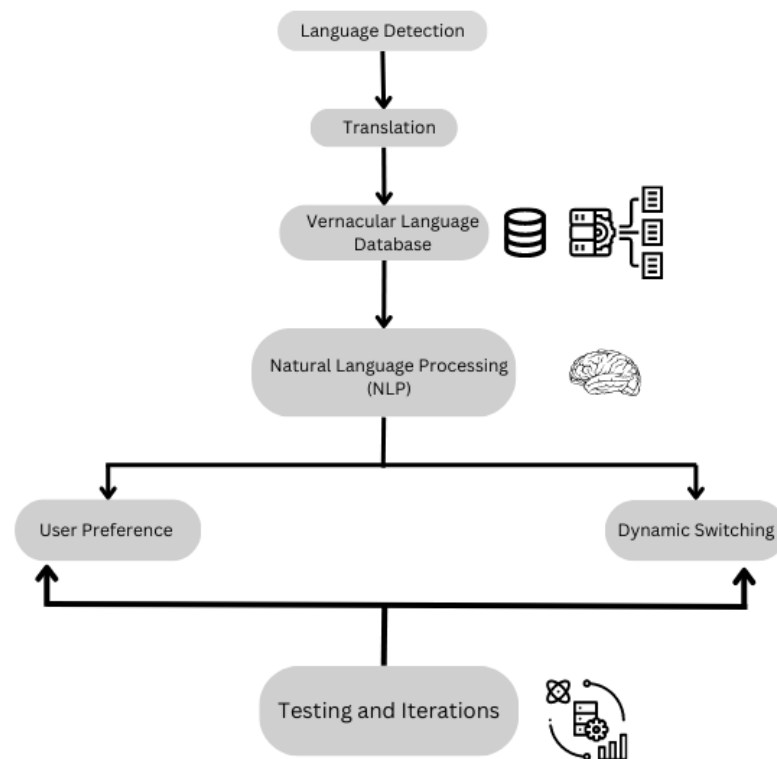 Language Detection
Translation
Vernacular Language
Database
Natural Language Processing
(NLP)
User Preference
Dynamic Switching
Testing and Iterations